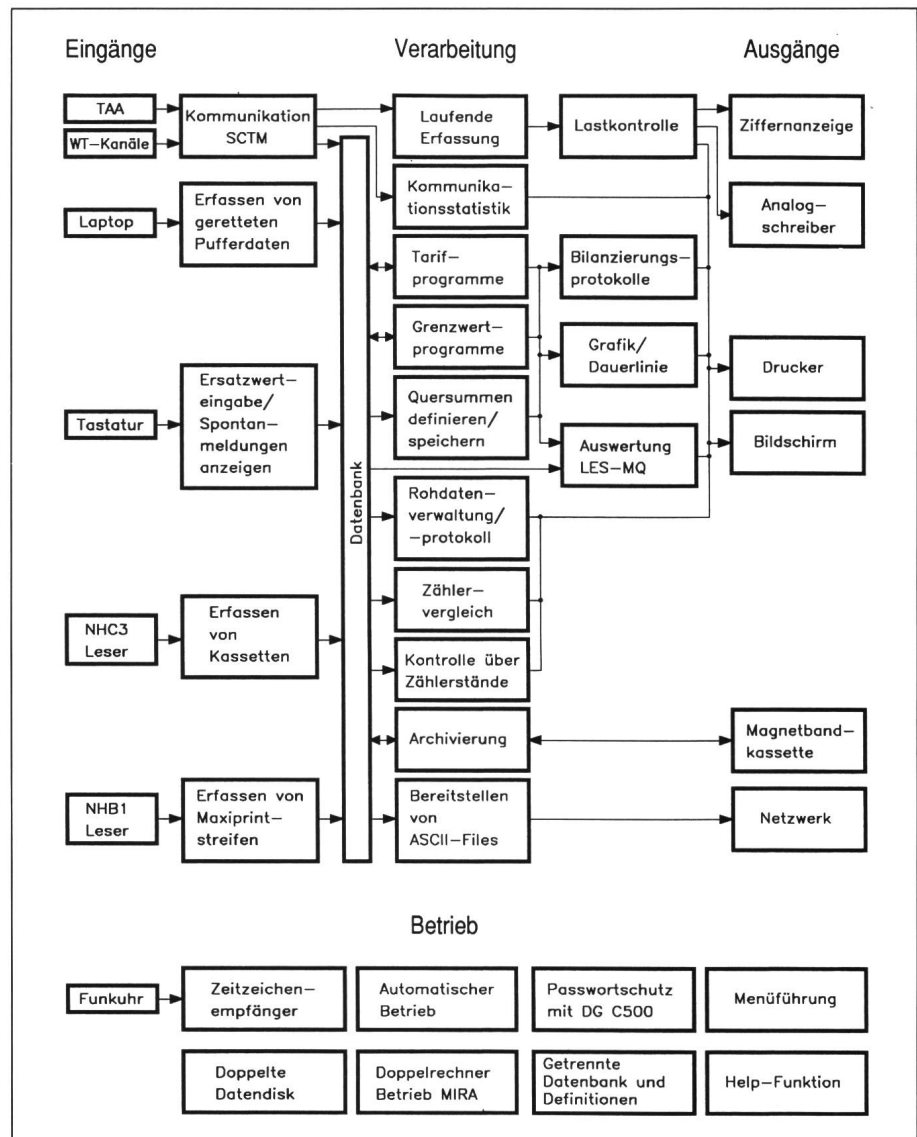 Eingänge
Verarbeitung
Ausgänge
TAA
WT–Kanäle
Kommunikation
SCTM
Laufende
Erfassung
Lastkontrolle
Ziffernanzeige
Kommunika–
tionsstatistik
Analog–
schreiber
Laptop
Erfassen von
geretteten
Pufferdaten
Tarif–
programme
Bilanzierungs–
protokolle
Grenzwert–
programme
Grafik/
Dauerlinie
Drucker
Tastatur
Ersatzwert–
eingabe/
Spontan–
meldungen
anzeigen
Quersummen
definieren/
speichern
Auswertung
LES–MQ
Bildschirm
Datenbank
Rohdaten–
verwaltung/
–protokoll
Zähler–
vergleich
NHC3
Leser
Erfassen
von
Kassetten
Kontrolle über
Zählerstände
Archivierung
Magnetband–
kassette
NHB1
Leser
Erfassen von
Maxiprint–
streifen
Bereitstellen
von
ASCII–Files
Netzwerk
Betrieb
Funkuhr
Zeitzeichen–
empfänger
Automatischer
Betrieb
Passwortschutz
mit DG C500
Menüführung
Doppelte
Datendisk
Doppelrechner
Betrieb MIRA
Getrennte
Datenbank und
Definitionen
Help–Funktion